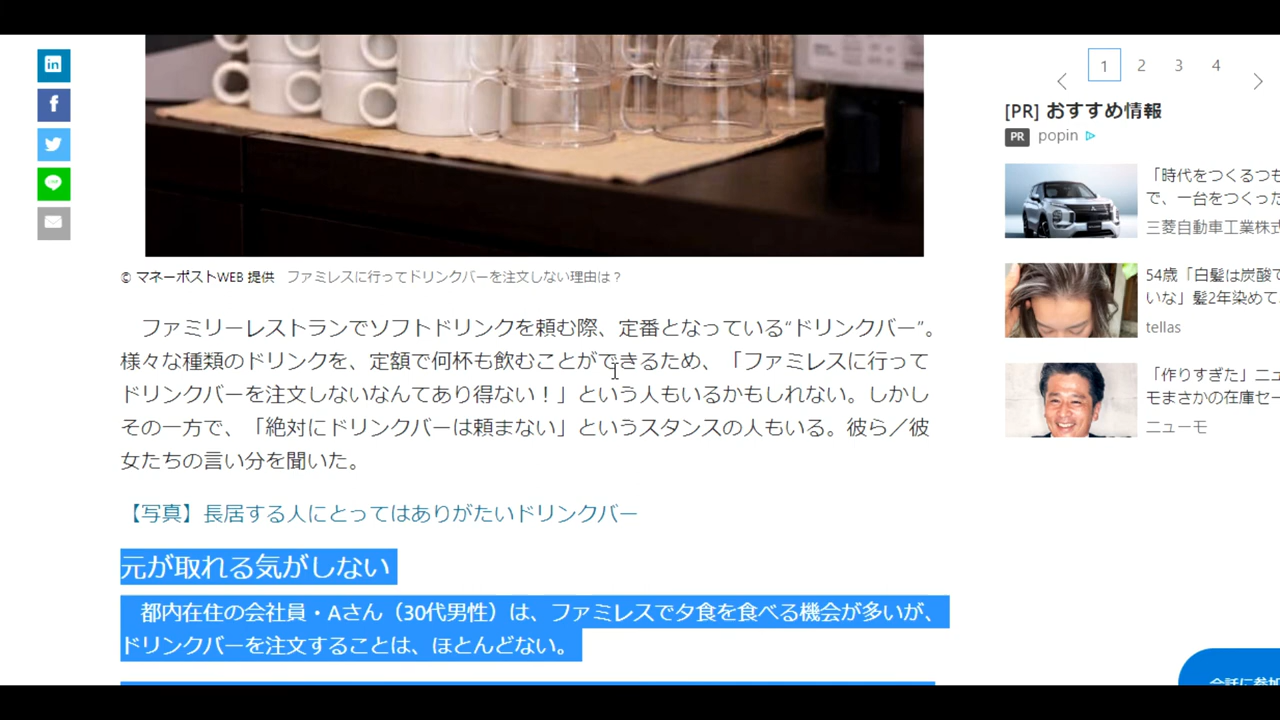 © マネーポストWEB 提供 ファミレスに行ってドリンクバーを注文しない理由は？
ファミリーレストランでソフトドリンクを頼む際、定番となっている“ドリンクバー”。
様々な種類のドリンクを、定額で何杯も飲むことができるため、「ファミレスに行って
ドリンクバーを注文しないなんてあり得ない！」という人もいるかもしれない。しかし
その一方で、「絶対にドリンクバーは頼まない」というスタンスの人もいる。彼ら／彼
女たちの言い分を聞いた。
【写真】長居する人にとってはありがたいドリンクバー
元が取れる気がしない
都内在住の会社員・Aさん（30代男性）は、ファミレスで夕食を食べる機会が多いが、
ドリンクバーを注文することは、ほとんどない。
1 2 3 4
[PR] おすすめ情報
PR popin
「時代をつくるつも
で、一台をつくった
三菱自動車工業株式
54歳「白髪は炭酸で
いな」髪2年染めて
tellas
「作りすぎた」ニュ
モまさかの在庫セー
ニューモ
会話に参加